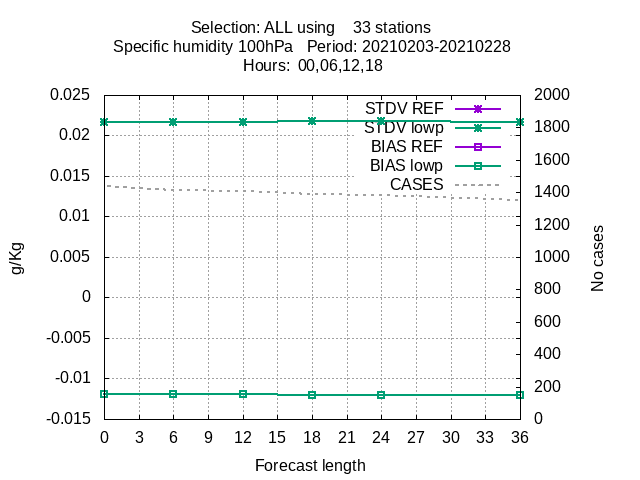 Selection: ALL using    33 stations
Specific humidity 100hPa   Period: 20210203-20210228
Hours:  00,06,12,18
0.025
0.02
0.015
0.01
0.005
0
-0.005
-0.01
-0.015
g/Kg
STDV REF
STDV lowp
BIAS REF
BIAS lowp
CASES
2000
1800
1600
1400
1200
1000
800
600
400
200
0
No cases
0 3 6 9 12 15 18 21 24 27 30 33 36
Forecast length